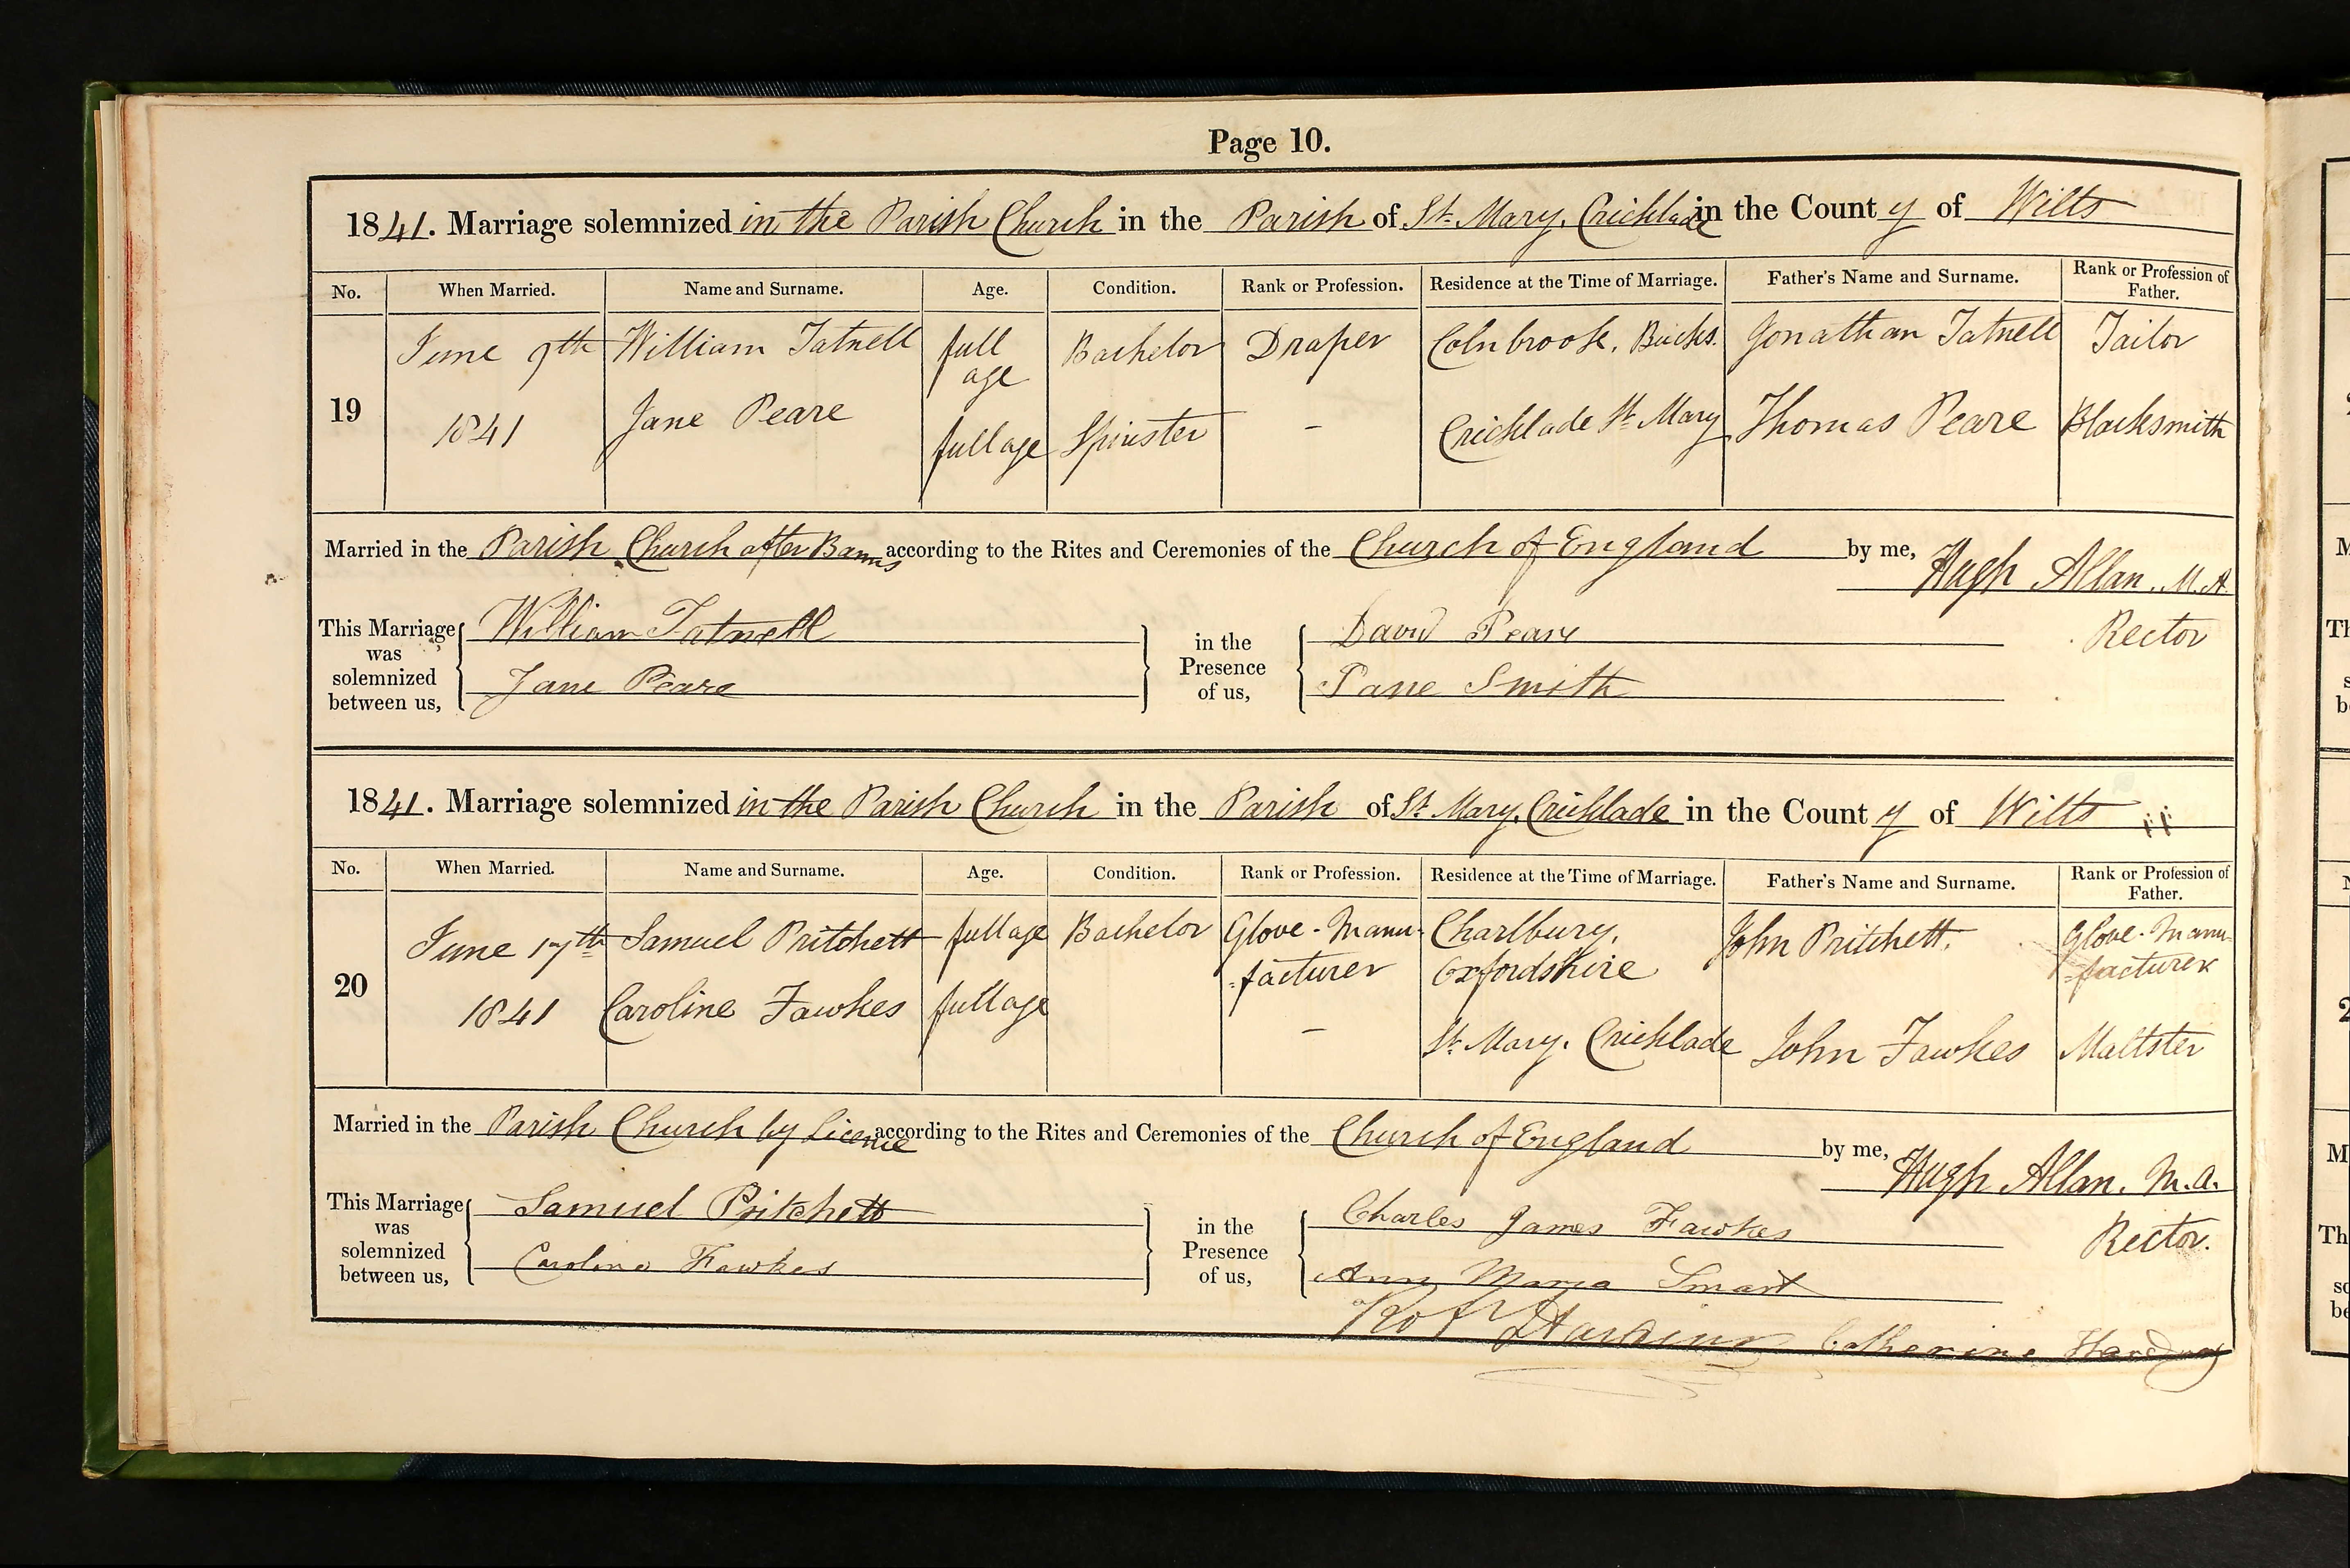 Page 10.
1841. Marriage solemnized in the Parish Church in the Parish of St. Mary, Cricklade in the County of Wilts
No. When Married. Name and Surname. Age. Condition. Rank or Profession. Residence at the Time of Marriage. Father's Name and Surname. Rank or Profession of Father.
19
June 9th William Tatnell full age Bachelor Draper Colnbrook, Bucks. Jonathan Tatnell Tailor
1841 Jane Peare full age Spinster - Cricklade St. Mary Thomas Peare Blacksmith
Married in the Parish Church after Banns according to the Rites and Ceremonies of the Church of England by me, Hugh Allan, M.A.
Rector
This Marriage was solemnized between us, William Tatnell in the Presence of us, David Peare
Jane Peare Jane Smith
1841. Marriage solemnized in the Parish Church in the Parish of St. Mary, Cricklade in the County of Wilts
No. When Married. Name and Surname. Age. Condition. Rank or Profession. Residence at the Time of Marriage. Father's Name and Surname. Rank or Profession of Father.
20
June 17th Samuel Pritchett full age Bachelor Glove-Manu-facturer Charlbury, Oxfordshire John Pritchett. Glove-Manu-facturer
1841 Caroline Fawkes full age - St. Mary, Cricklade John Fawkes Maltster
Married in the Parish Church by Licence according to the Rites and Ceremonies of the Church of England by me, Hugh Allan, M.A.
Rector.
This Marriage was solemnized between us, Samuel Pritchett in the Presence of us, Charles James Fawkes
Caroline Fawkes Ann Maria Smart
Catherine